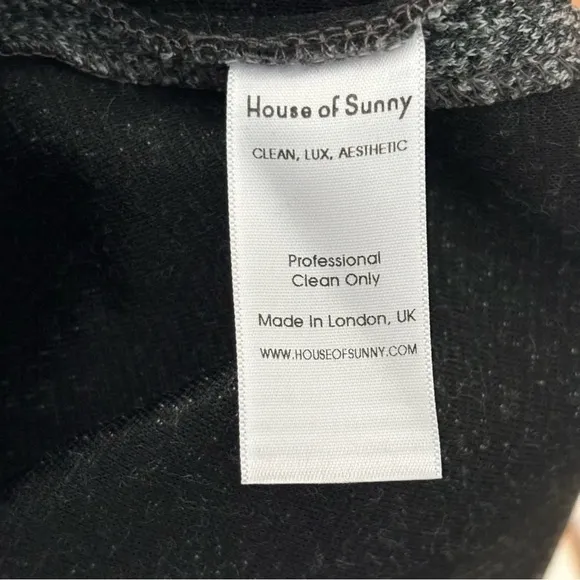 House of Sunny
CLEAN, LUX, AESTHETIC
Professional
Clean Only
Made in London, UK
WWW.HOUSEOFSUNNY.COM